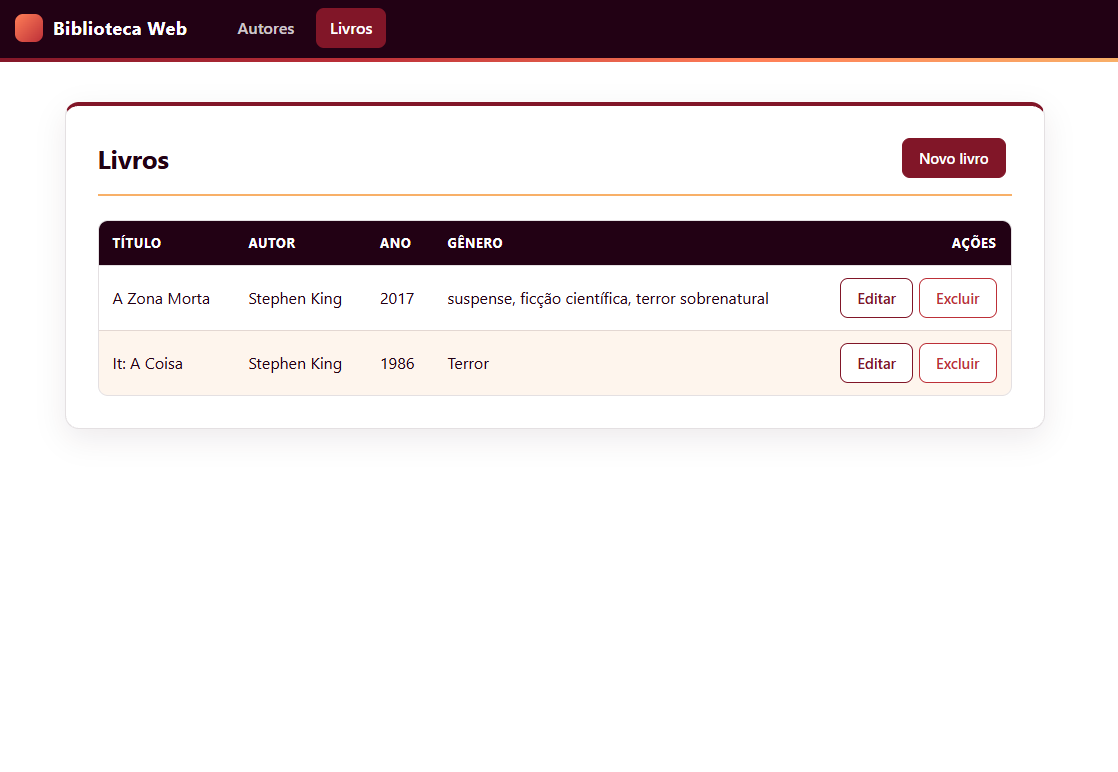 Biblioteca Web Autores Livros
Livros Novo livro
TÍTULO AUTOR ANO GÊNERO AÇÕES
A Zona Morta Stephen King 2017 suspense, ficção científica, terror sobrenatural Editar Excluir
It: A Coisa Stephen King 1986 Terror Editar Excluir